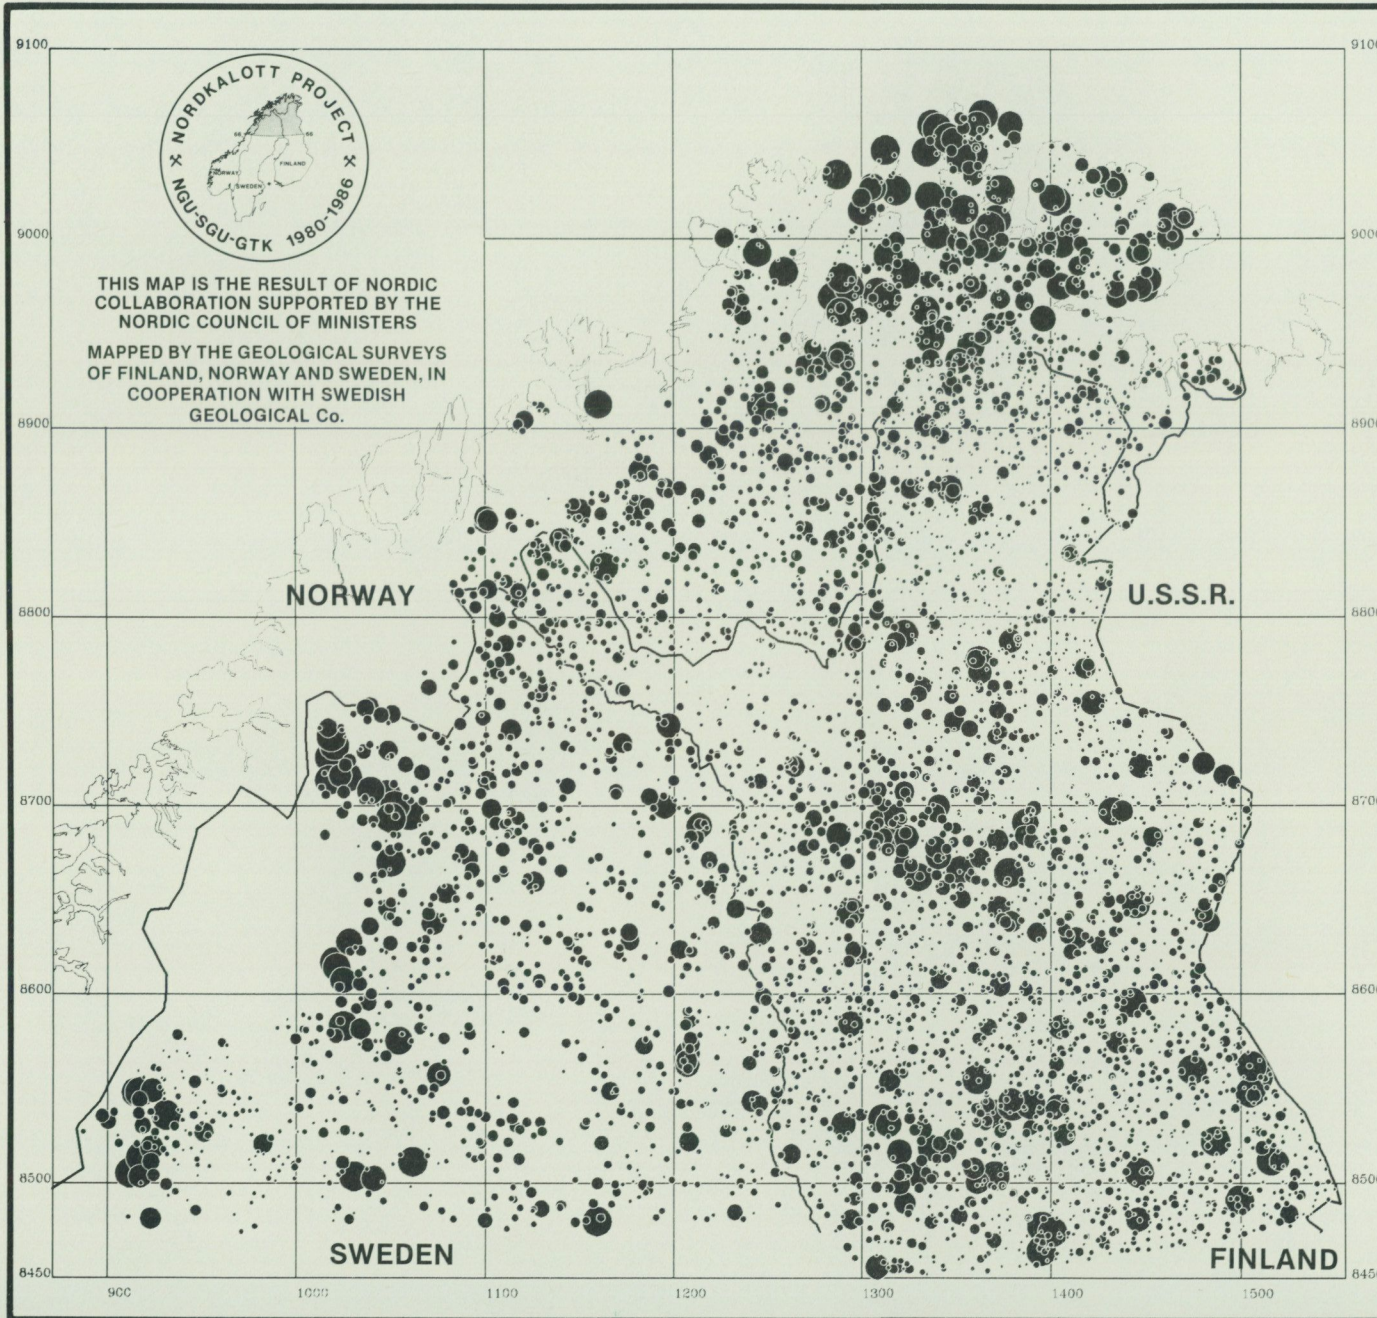 9100
9100
NORDKALOTT PROJECT
66
66
NORWAY
SWEDEN
FINLAND
NGU-SGU-GTK 1980-1986
9000
9000
THIS MAP IS THE RESULT OF NORDIC
COLLABORATION SUPPORTED BY THE
NORDIC COUNCIL OF MINISTERS
MAPPED BY THE GEOLOGICAL SURVEYS
OF FINLAND, NORWAY AND SWEDEN, IN
COOPERATION WITH SWEDISH
GEOLOGICAL Co.
8900
8900
NORWAY
U.S.S.R.
8800
8800
8700
8700
8600
8600
8500
8500
SWEDEN
FINLAND
8450
8450
900
1000
1100
1200
1300
1400
1500